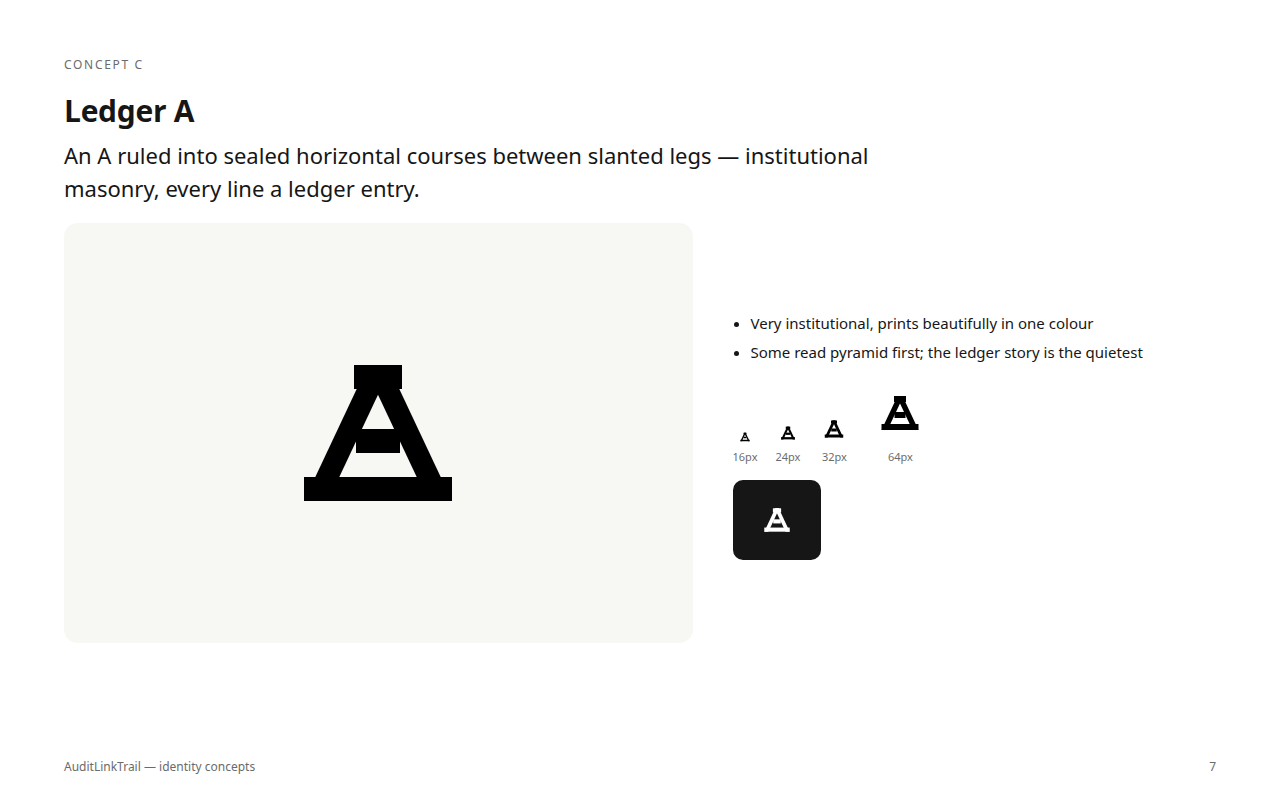 CONCEPT C
Ledger A
An A ruled into sealed horizontal courses between slanted legs — institutional
masonry, every line a ledger entry.
• Very institutional, prints beautifully in one colour
• Some read pyramid first; the ledger story is the quietest
16px 24px 32px 64px
AuditLinkTrail — identity concepts
7